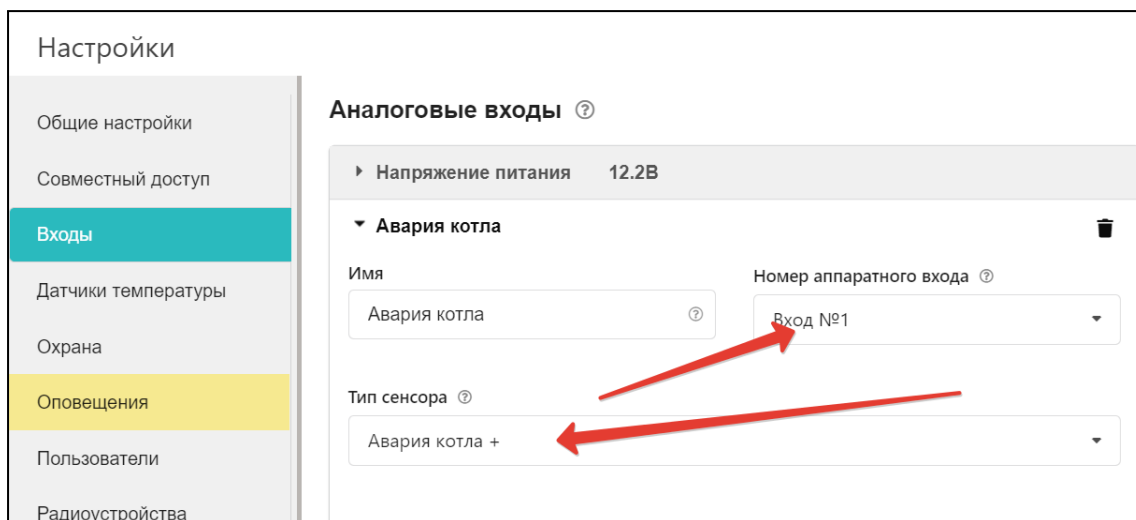 Настройки
Общие настройки
Совместный доступ
Входы
Датчики температуры
Охрана
Оповещения
Пользователи
Радиоустройства
Аналоговые входы ?
Напряжение питания 12.2В
Авария котла
Имя
Авария котла ?
Номер аппаратного входа ?
Вход №1
Тип сенсора ?
Авария котла +